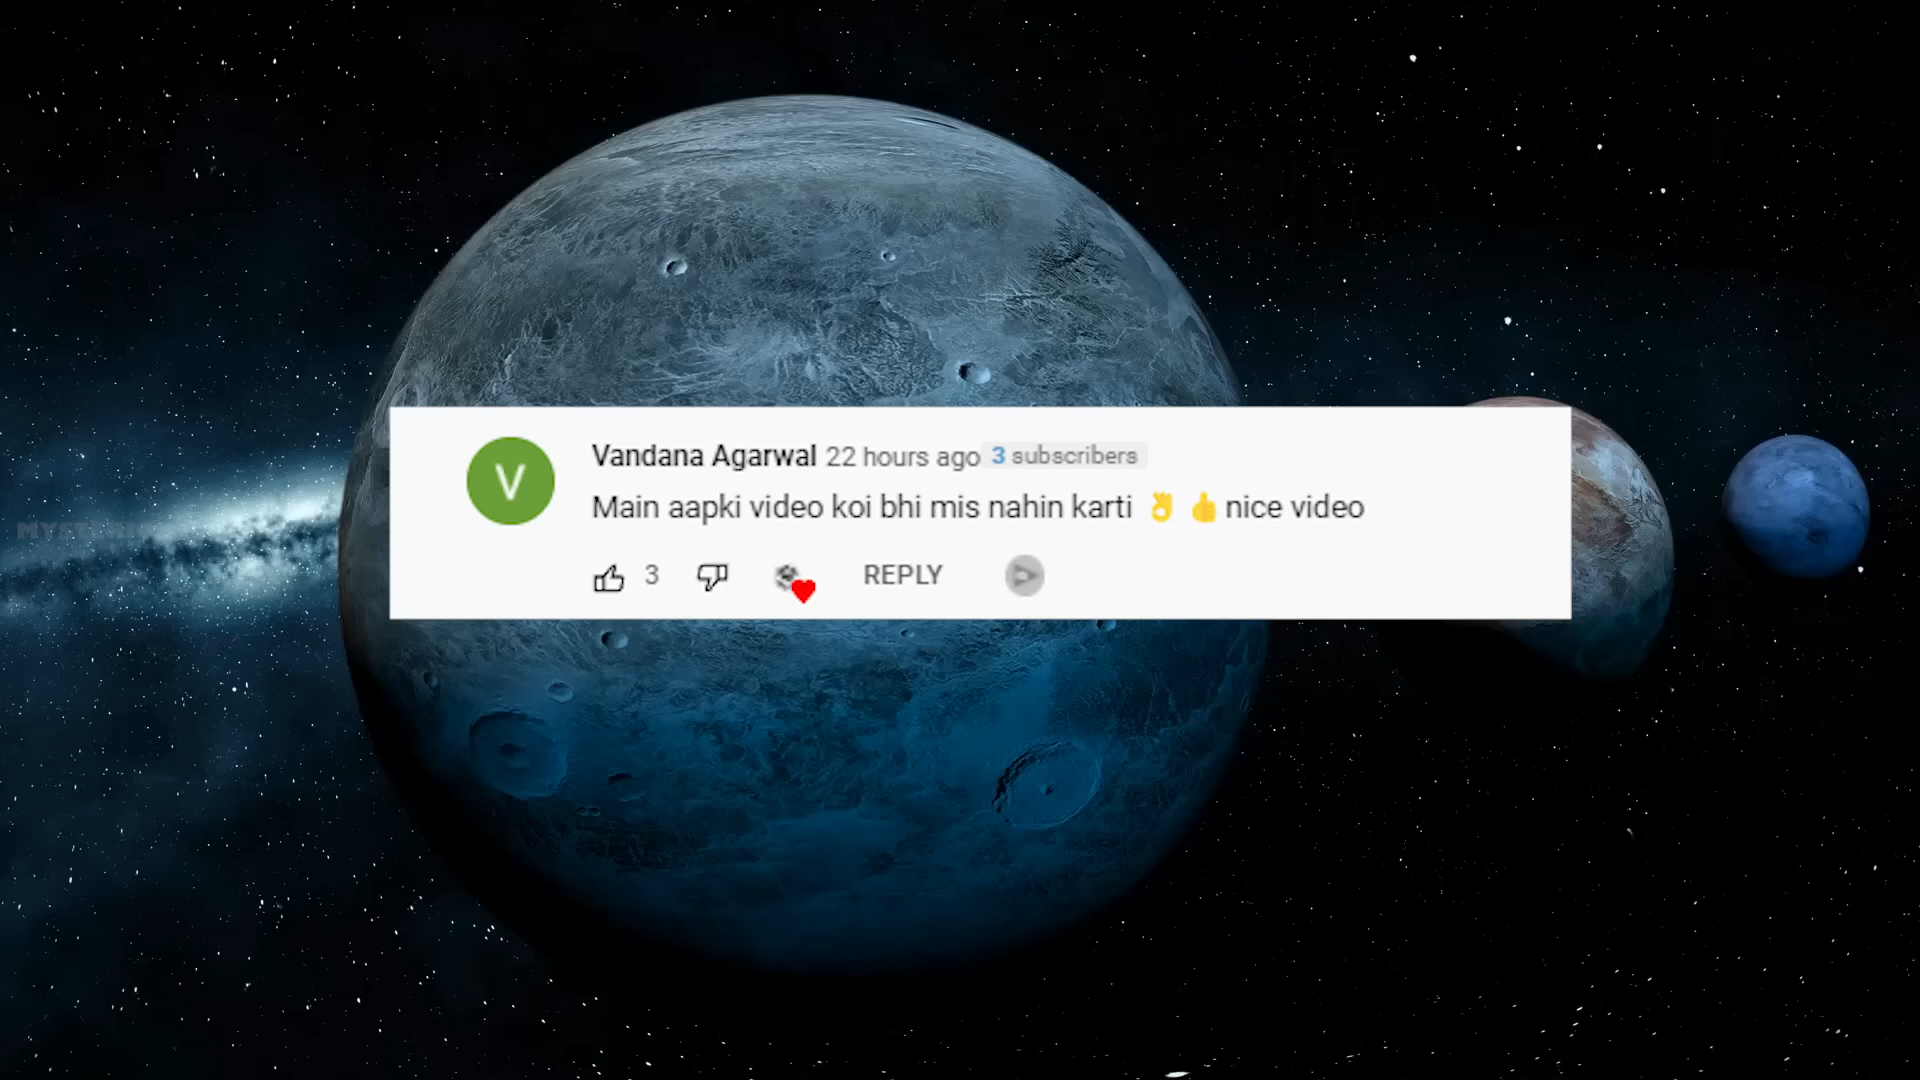 Vandana Agarwal 22 hours ago 3 subscribers
Main aapki video koi bhi mis nahin karti 👌 👍 nice video
3 REPLY